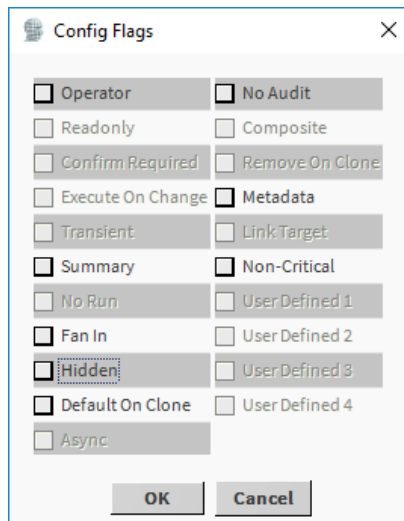 Config Flags
Operator No Audit
Readonly Composite
Confirm Required Remove On Clone
Execute On Change Metadata
Transient Link Target
Summary Non-Critical
No Run User Defined 1
Fan In User Defined 2
Hidden User Defined 3
Default On Clone User Defined 4
Async
OK Cancel